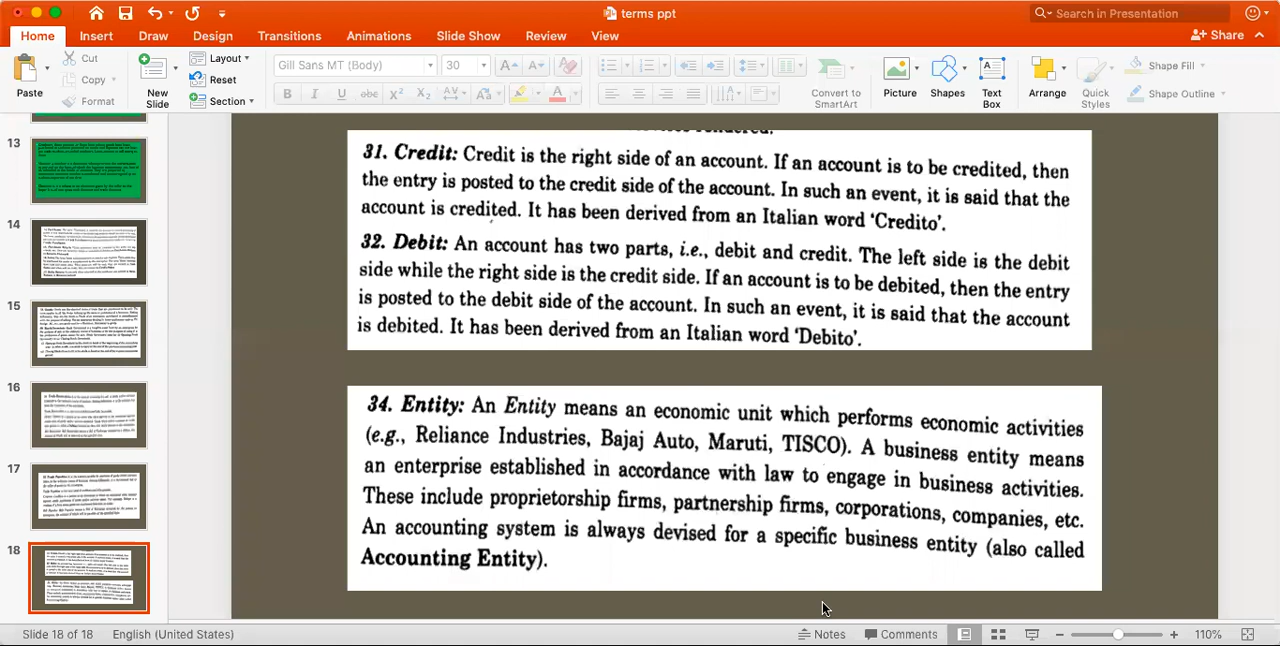 terms ppt
Search in Presentation
Home Insert Draw Design Transitions Animations Slide Show Review View
Share
Paste
Cut
Copy
Format
New
Slide
Layout
Reset
Section
Gill Sans MT (Body) 30
Convert to
SmartArt
Picture
Shapes
Text
Box
Arrange
Quick
Styles
Shape Fill
Shape Outline
13
14
15
16
17
18
31. Credit: Credit is the right side of an account. If an account is to be credited, then
the entry is posted to the credit side of the account. In such an event, it is said that the
account is credited. It has been derived from an Italian word ‘Credito’.
32. Debit: An account has two parts, i.e., debit and credit. The left side is the debit
side while the right side is the credit side. If an account is to be debited, then the entry
is posted to the debit side of the account. In such an event, it is said that the account
is debited. It has been derived from an Italian word ‘Debito’.
34. Entity: An Entity means an economic unit which performs economic activities
(e.g., Reliance Industries, Bajaj Auto, Maruti, TISCO). A business entity means
an enterprise established in accordance with law to engage in business activities.
These include proprietorship firms, partnership firms, corporations, companies, etc.
An accounting system is always devised for a specific business entity (also called
Accounting Entity).
Slide 18 of 18 English (United States)
Notes Comments 110%